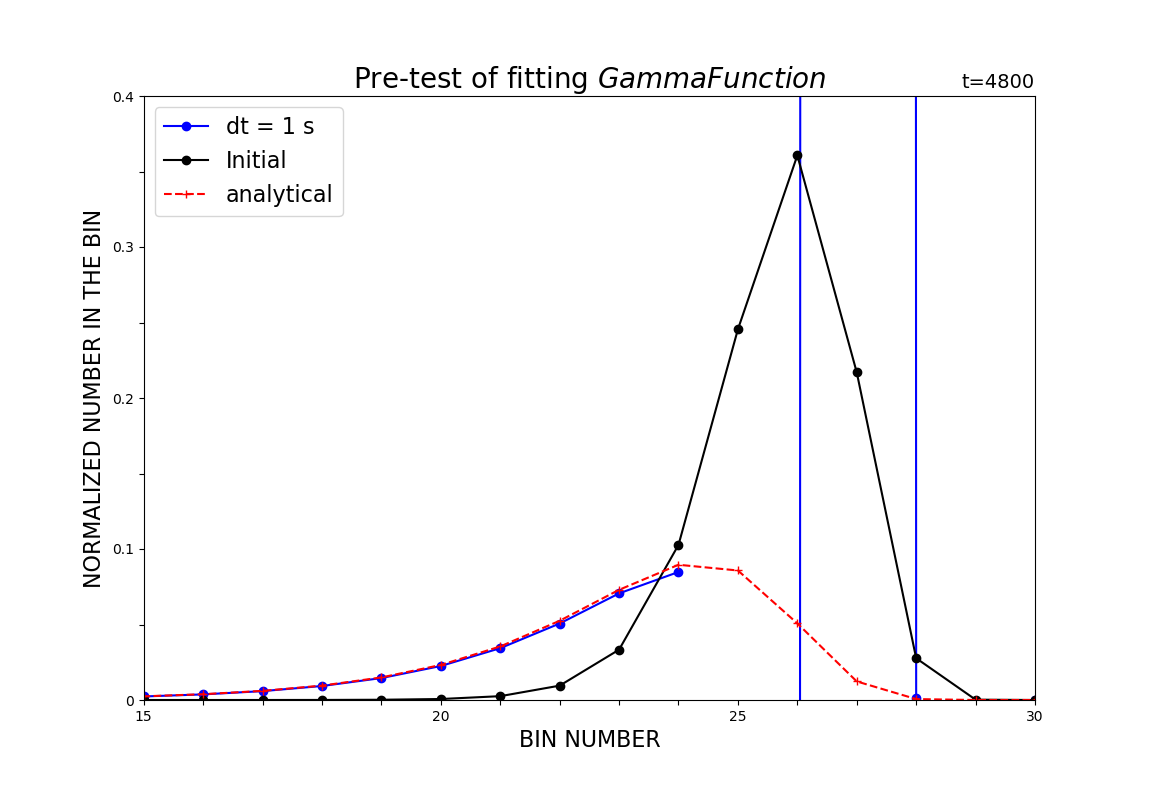 Pre-test of fitting GammaFunction
t=4800
dt = 1 s
Initial
analytical
NORMALIZED NUMBER IN THE BIN
0.4
0.3
0.2
0.1
0
15
20
25
30
BIN NUMBER